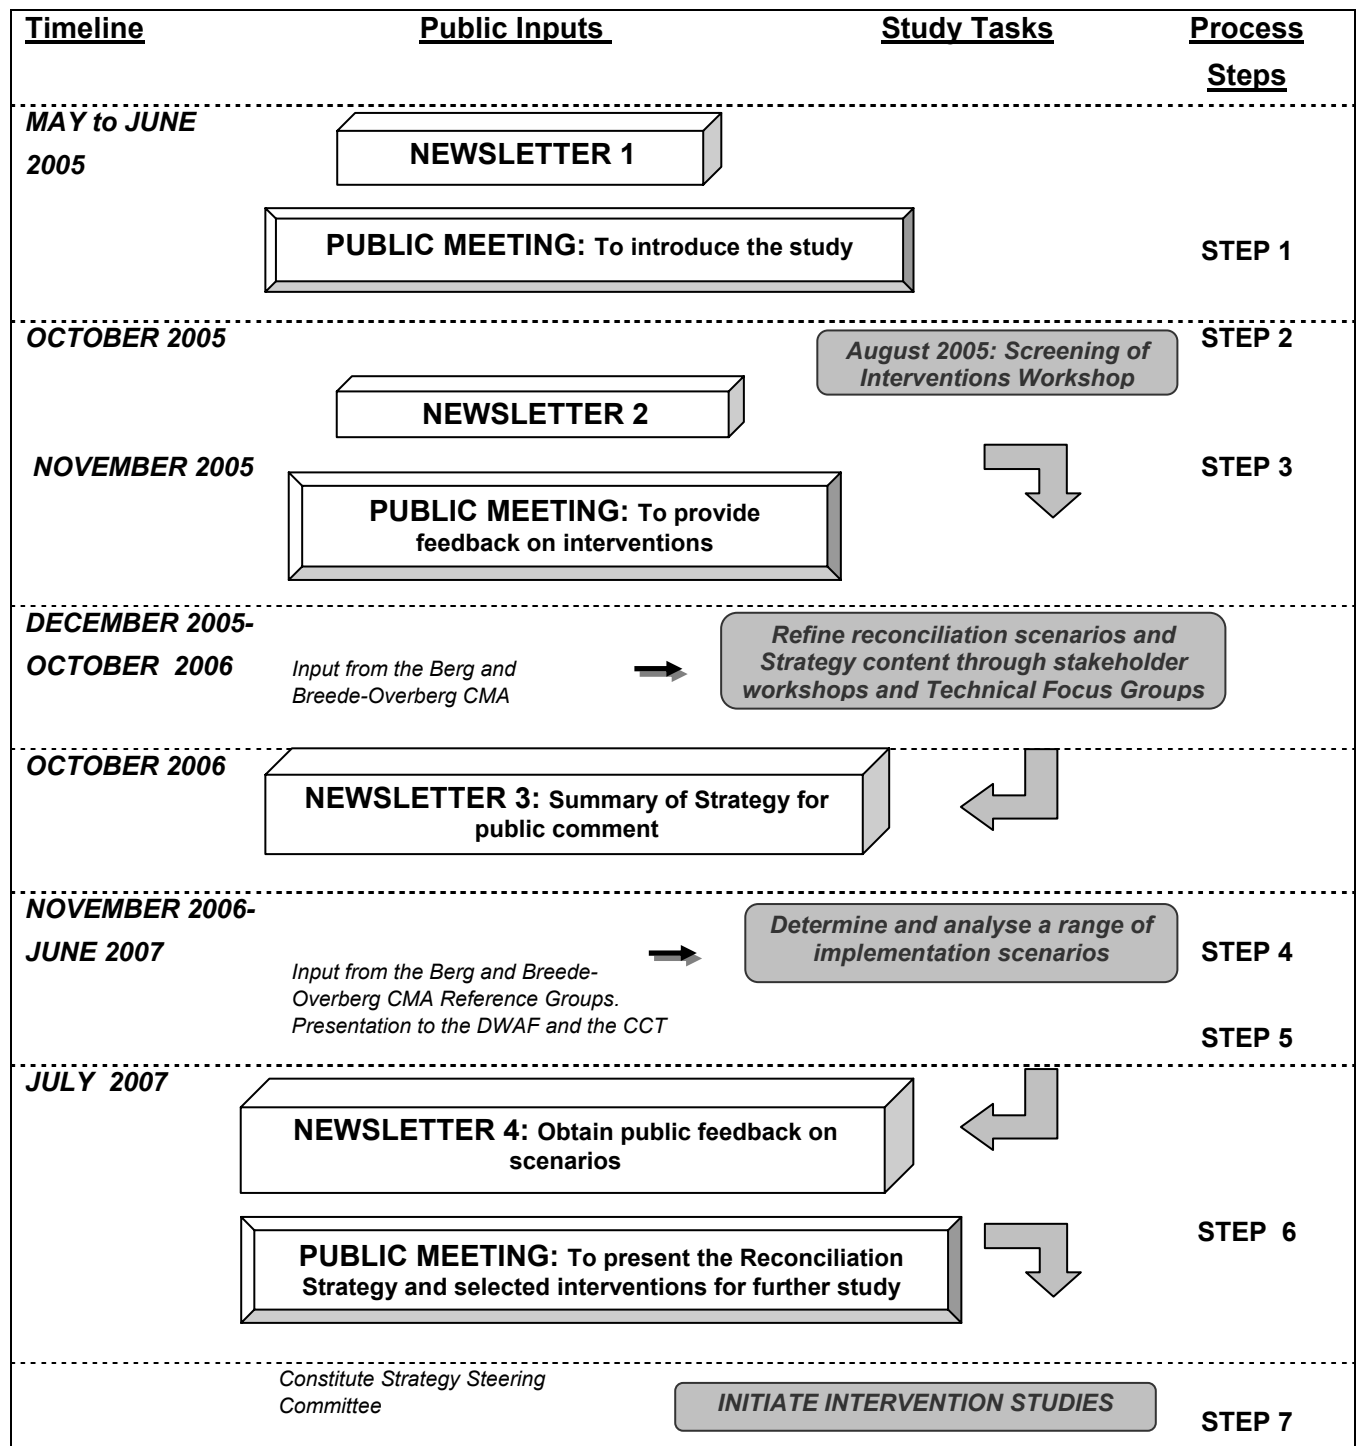 Timeline
Public Inputs
Study Tasks
Process
Steps
MAY to JUNE
2005
NEWSLETTER 1
PUBLIC MEETING: To introduce the study
STEP 1
OCTOBER 2005
August 2005: Screening of
Interventions Workshop
STEP 2
NEWSLETTER 2
NOVEMBER 2005
STEP 3
PUBLIC MEETING: To provide
feedback on interventions
DECEMBER 2005-
OCTOBER 2006
Input from the Berg and
Breede-Overberg CMA
Refine reconciliation scenarios and
Strategy content through stakeholder
workshops and Technical Focus Groups
OCTOBER 2006
NEWSLETTER 3: Summary of Strategy for
public comment
NOVEMBER 2006-
JUNE 2007
Input from the Berg and Breede-
Overberg CMA Reference Groups.
Presentation to the DWAF and the CCT
Determine and analyse a range of
implementation scenarios
STEP 4
STEP 5
JULY 2007
NEWSLETTER 4: Obtain public feedback on
scenarios
PUBLIC MEETING: To present the Reconciliation
Strategy and selected interventions for further study
STEP 6
Constitute Strategy Steering
Committee
INITIATE INTERVENTION STUDIES
STEP 7